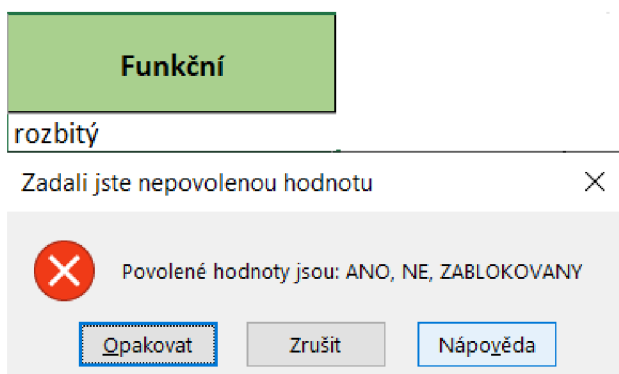 Funkční
rozbitý
Zadali jste nepovolenou hodnotu
Povolené hodnoty jsou: ANO, NE, ZABLOKOVANY
Opakovat Zrušit Nápověda